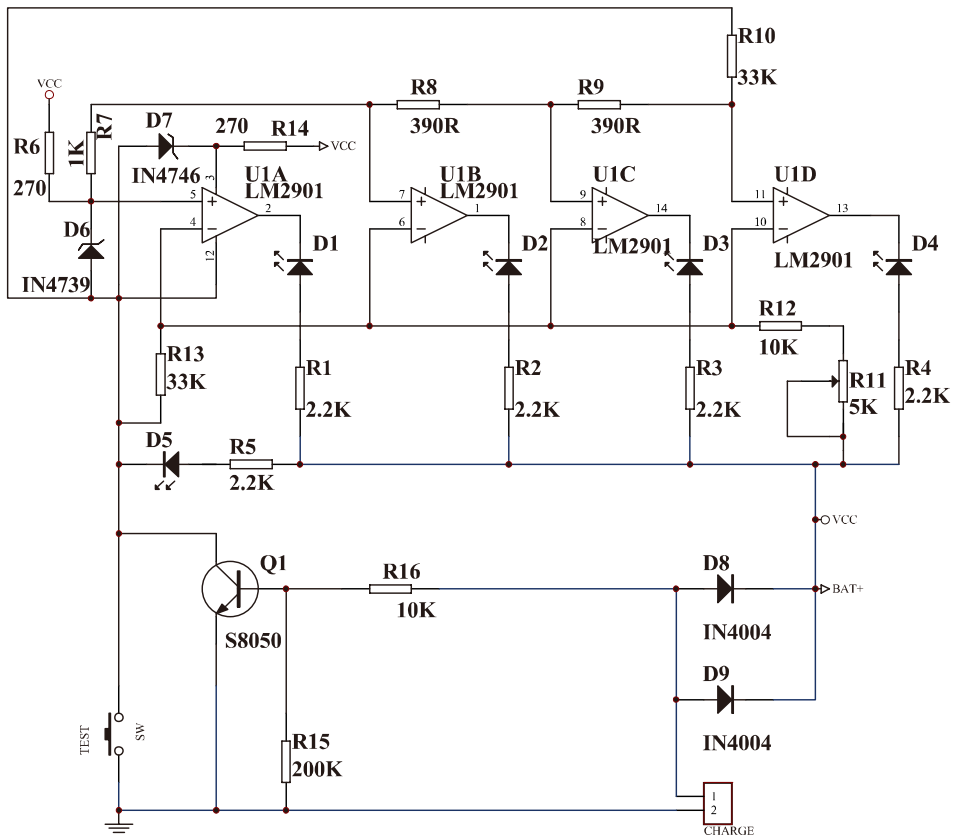 R10
33K
VCC
R8
R9
390R
390R
R7
1K
D7
270
R14
VCC
R6
270
IN4746
3
U1A
LM2901
U1B
LM2901
U1C
U1D
5
4
2
12
7
6
1
9
8
14
11
10
13
D6
IN4739
D1
D2
LM2901
D3
LM2901
D4
R12
10K
R13
33K
R1
2.2K
R2
2.2K
R3
2.2K
R11
5K
R4
2.2K
D5
R5
2.2K
VCC
Q1
R16
10K
D8
BAT+
S8050
IN4004
D9
TEST
SW
R15
200K
IN4004
1
2
CHARGE